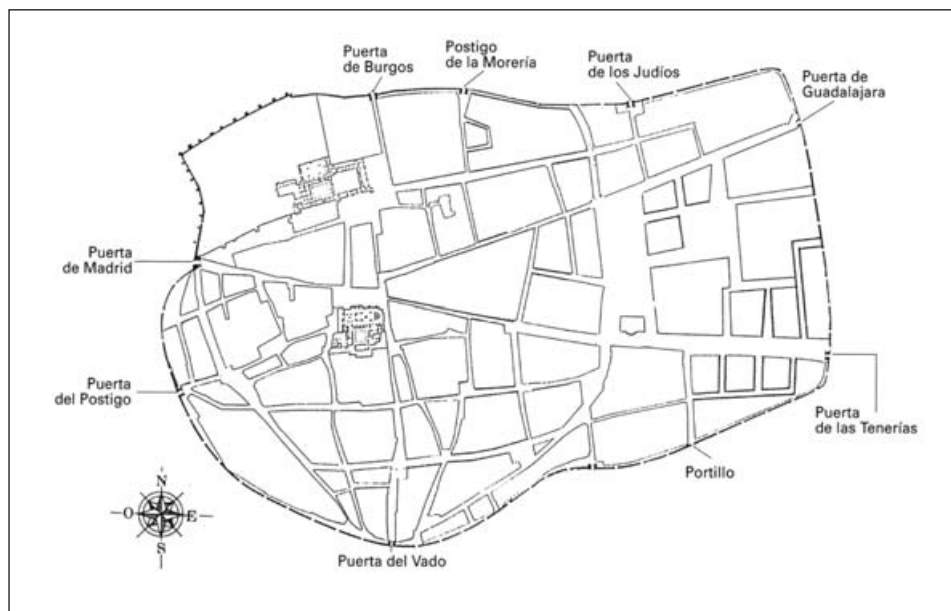 Puerta
de Burgos
Postigo
de la Morería
Puerta
de los Judíos
Puerta de
Guadalajara
Puerta
de Madrid
Puerta
del Postigo
Puerta
de las Tenerías
Portillo
Puerta del Vado
N
O
E
S